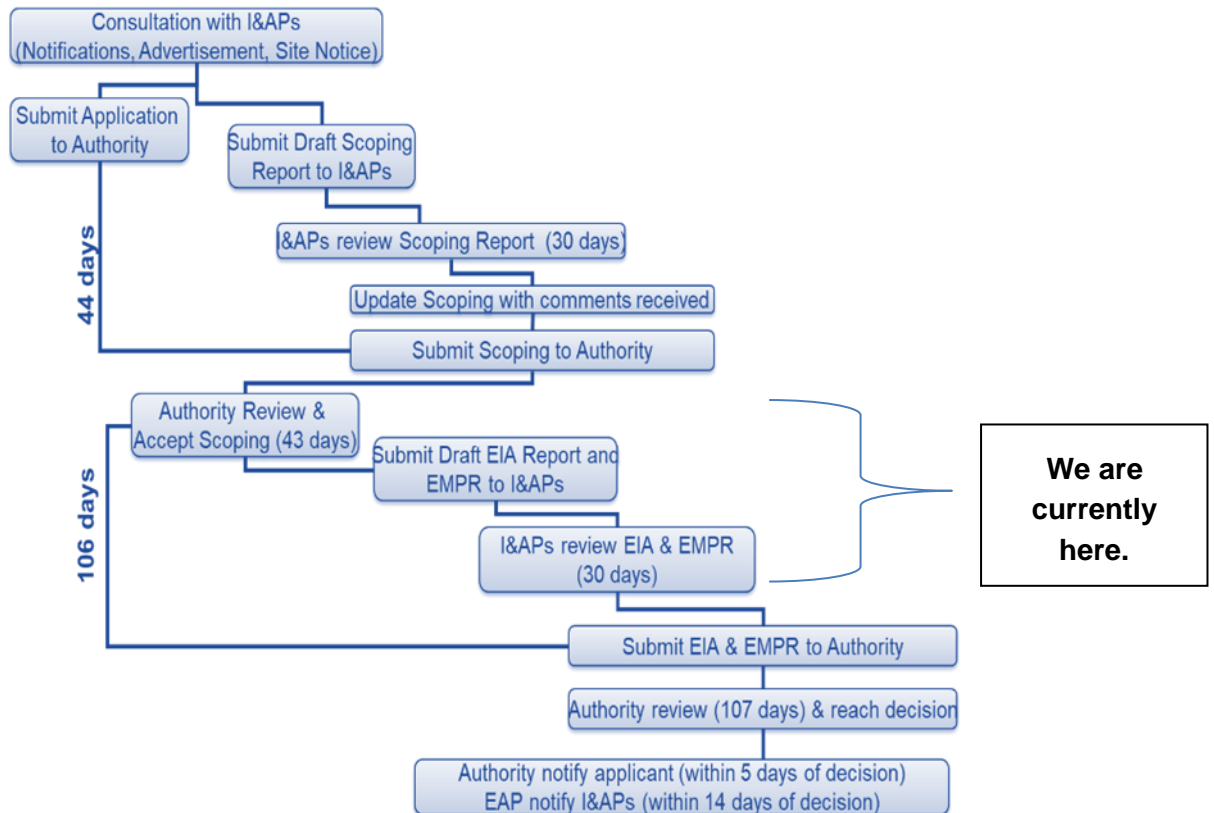 Consultation with I&APs
(Notifications, Advertisement, Site Notice)
Submit Application
to Authority
Submit Draft Scoping
Report to I&APs
I&APs review Scoping Report (30 days)
44 days
Update Scoping with comments received
Submit Scoping to Authority
Authority Review &
Accept Scoping (43 days)
Submit Draft EIA Report and
EMPR to I&APs
We are
currently
here.
106 days
I&APs review EIA & EMPR
(30 days)
Submit EIA & EMPR to Authority
Authority review (107 days) & reach decision
Authority notify applicant (within 5 days of decision)
EAP notify I&APs (within 14 days of decision)